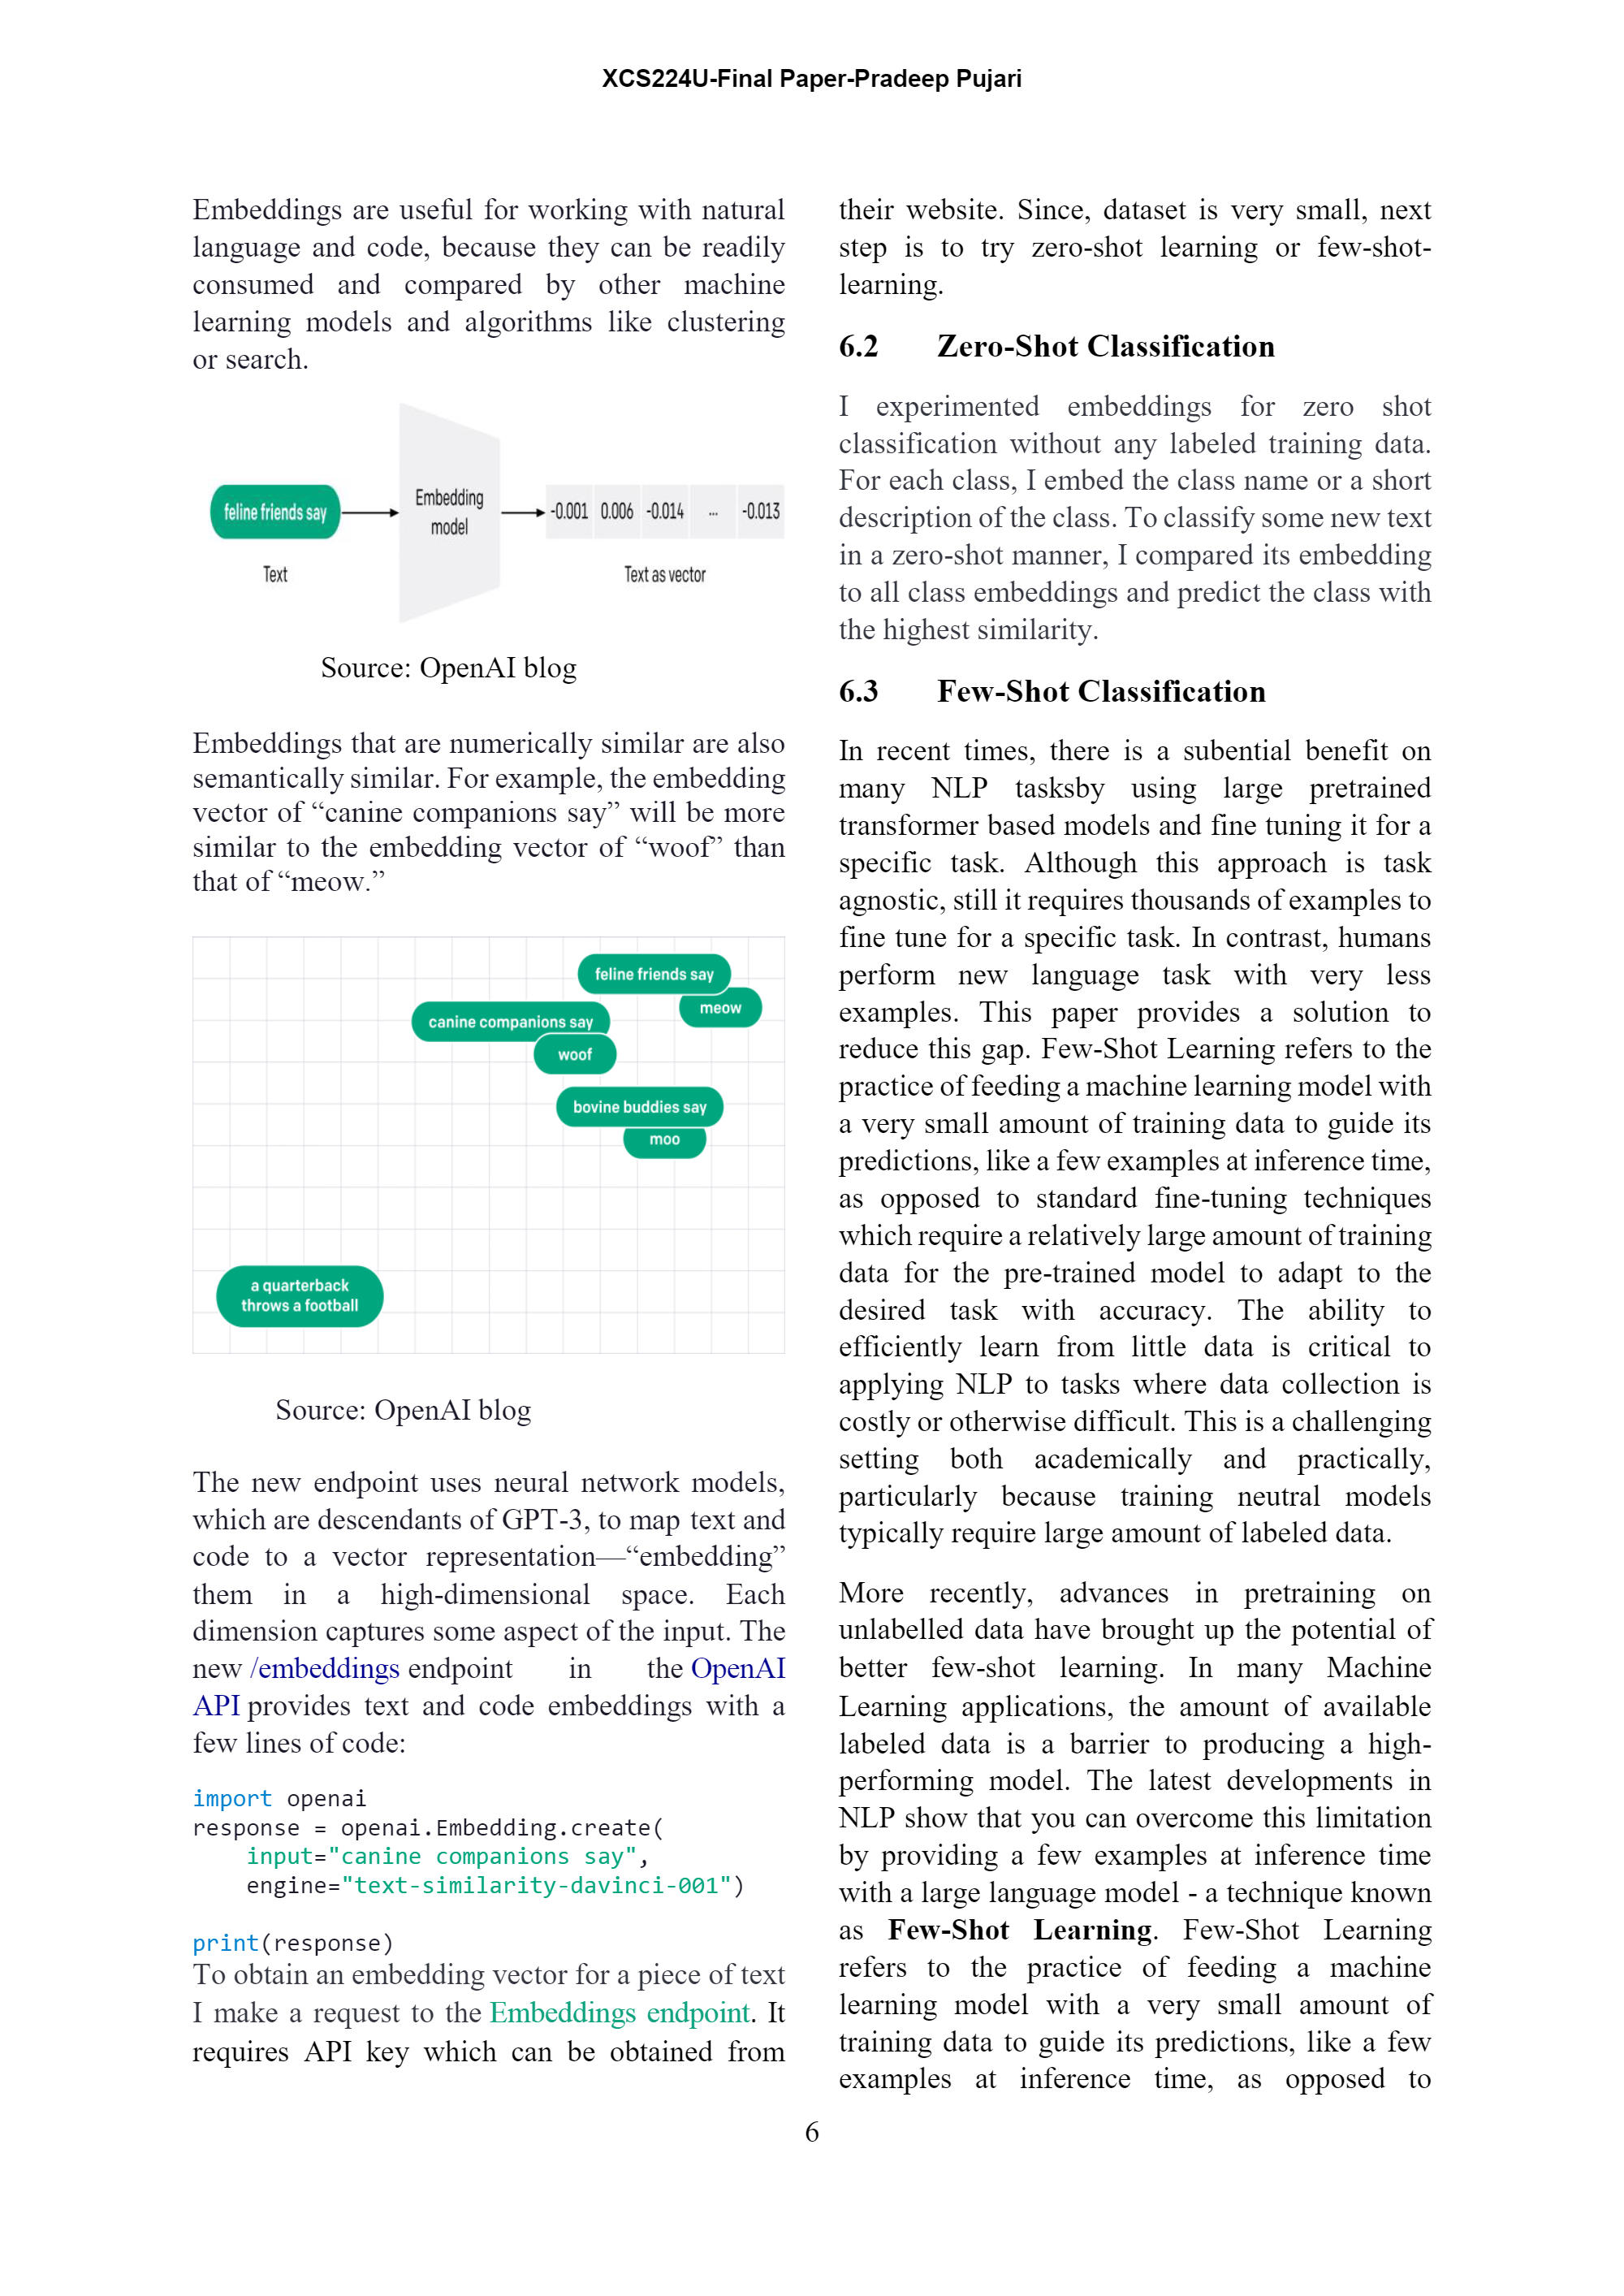 XCS224U-Final Paper-Pradeep Pujari
Embeddings are useful for working with natural
language and code, because they can be readily
consumed and compared by other machine
learning models and algorithms like clustering
or search.
feline friends say
Embedding
model
-0.001 0.006 -0.014 ... -0.013
Text
Text as vector
Source: OpenAI blog
Embeddings that are numerically similar are also
semantically similar. For example, the embedding
vector of “canine companions say” will be more
similar to the embedding vector of “woof” than
that of “meow.”
feline friends say
meow
canine companions say
woof
bovine buddies say
moo
a quarterback
throws a football
Source: OpenAI blog
The new endpoint uses neural network models,
which are descendants of GPT-3, to map text and
code to a vector representation—“embedding”
them in a high-dimensional space. Each
dimension captures some aspect of the input. The
new /embeddings endpoint in the OpenAI
API provides text and code embeddings with a
few lines of code:
import openai
response = openai.Embedding.create(
    input="canine companions say",
    engine="text-similarity-davinci-001")
print(response)
To obtain an embedding vector for a piece of text
I make a request to the Embeddings endpoint. It
requires API key which can be obtained from
their website. Since, dataset is very small, next
step is to try zero-shot learning or few-shot-
learning.
6.2 Zero-Shot Classification
I experimented embeddings for zero shot
classification without any labeled training data.
For each class, I embed the class name or a short
description of the class. To classify some new text
in a zero-shot manner, I compared its embedding
to all class embeddings and predict the class with
the highest similarity.
6.3 Few-Shot Classification
In recent times, there is a subential benefit on
many NLP tasksby using large pretrained
transformer based models and fine tuning it for a
specific task. Although this approach is task
agnostic, still it requires thousands of examples to
fine tune for a specific task. In contrast, humans
perform new language task with very less
examples. This paper provides a solution to
reduce this gap. Few-Shot Learning refers to the
practice of feeding a machine learning model with
a very small amount of training data to guide its
predictions, like a few examples at inference time,
as opposed to standard fine-tuning techniques
which require a relatively large amount of training
data for the pre-trained model to adapt to the
desired task with accuracy. The ability to
efficiently learn from little data is critical to
applying NLP to tasks where data collection is
costly or otherwise difficult. This is a challenging
setting both academically and practically,
particularly because training neutral models
typically require large amount of labeled data.
More recently, advances in pretraining on
unlabelled data have brought up the potential of
better few-shot learning. In many Machine
Learning applications, the amount of available
labeled data is a barrier to producing a high-
performing model. The latest developments in
NLP show that you can overcome this limitation
by providing a few examples at inference time
with a large language model - a technique known
as Few-Shot Learning. Few-Shot Learning
refers to the practice of feeding a machine
learning model with a very small amount of
training data to guide its predictions, like a few
examples at inference time, as opposed to
6